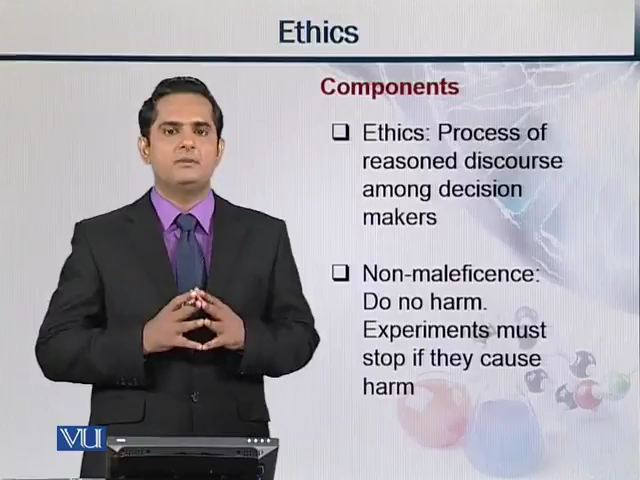 Ethics
Components
Ethics: Process of
reasoned discourse
among decision
makers
Non-maleficence:
Do no harm.
Experiments must
stop if they cause
harm
VU